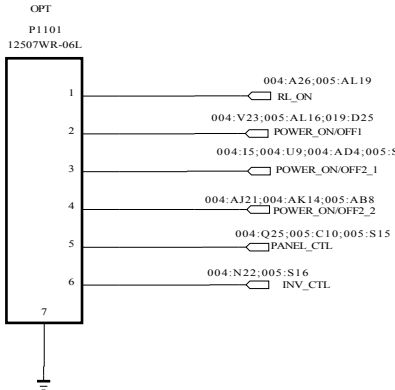 OPT
P1101
12507WR-06L
004:A26;005:AL19
1
RL_ON
004:V23;005:AL16;019:D25
2
POWER_ON/OFF1
004:I5;004:U9;004:AD4;005:S
3
POWER_ON/OFF2_1
004:AJ21;004:AK14;005:AB8
4
POWER_ON/OFF2_2
004:Q25;005:C10;005:S15
5
PANEL_CTL
004:N22;005:S16
6
INV_CTL
7